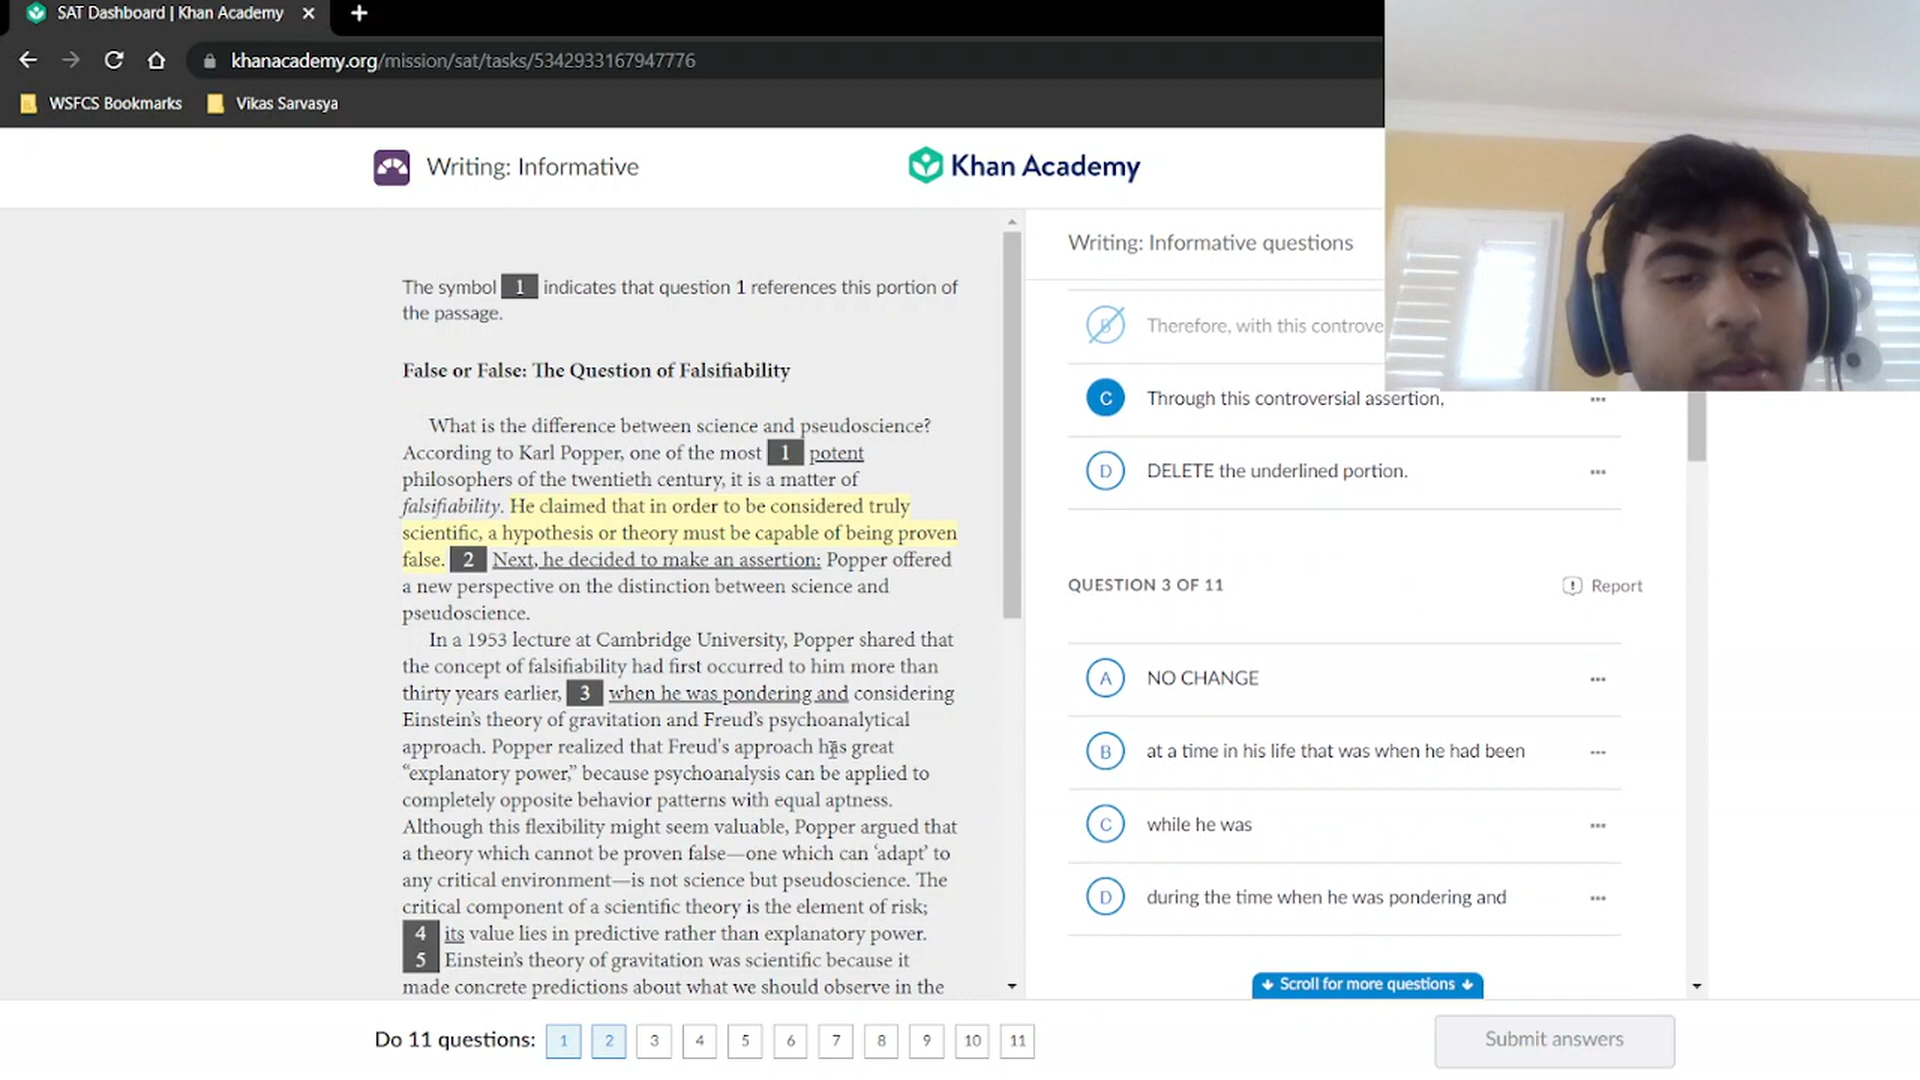 SAT Dashboard | Khan Academy
khanacademy.org/mission/sat/tasks/5342933167947776
WSFCS Bookmarks
Vikas Sarvasya
Writing: Informative
Khan Academy
The symbol 1 indicates that question 1 references this portion of
the passage.
False or False: The Question of Falsifiability
What is the difference between science and pseudoscience?
According to Karl Popper, one of the most 1 potent
philosophers of the twentieth century, it is a matter of
falsifiability. He claimed that in order to be considered truly
scientific, a hypothesis or theory must be capable of being proven
false. 2 Next, he decided to make an assertion: Popper offered
a new perspective on the distinction between science and
pseudoscience.
In a 1953 lecture at Cambridge University, Popper shared that
the concept of falsifiability had first occurred to him more than
thirty years earlier, 3 when he was pondering and considering
Einstein's theory of gravitation and Freud's psychoanalytical
approach. Popper realized that Freud's approach has great
“explanatory power,” because psychoanalysis can be applied to
completely opposite behavior patterns with equal aptness.
Although this flexibility might seem valuable, Popper argued that
a theory which cannot be proven false—one which can ‘adapt’ to
any critical environment—is not science but pseudoscience. The
critical component of a scientific theory is the element of risk;
4 its value lies in predictive rather than explanatory power.
5 Einstein's theory of gravitation was scientific because it
made concrete predictions about what we should observe in the
Writing: Informative questions
B Therefore, with this controve
C Through this controversial assertion,
D DELETE the underlined portion.
QUESTION 3 OF 11
Report
A NO CHANGE
B at a time in his life that was when he had been
C while he was
D during the time when he was pondering and
Scroll for more questions
Do 11 questions: 1 2 3 4 5 6 7 8 9 10 11
Submit answers